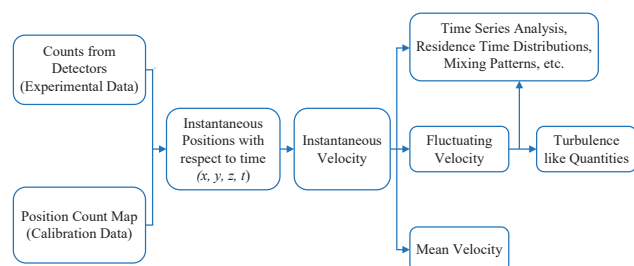 Counts from
Detectors
(Experimental Data)
Position Count Map
(Calibration Data)
Instantaneous
Positions with
respect to time
(x, y, z, t)
Instantaneous
Velocity
Time Series Analysis,
Residence Time Distributions,
Mixing Patterns, etc.
Fluctuating
Velocity
Turbulence
like Quantities
Mean Velocity